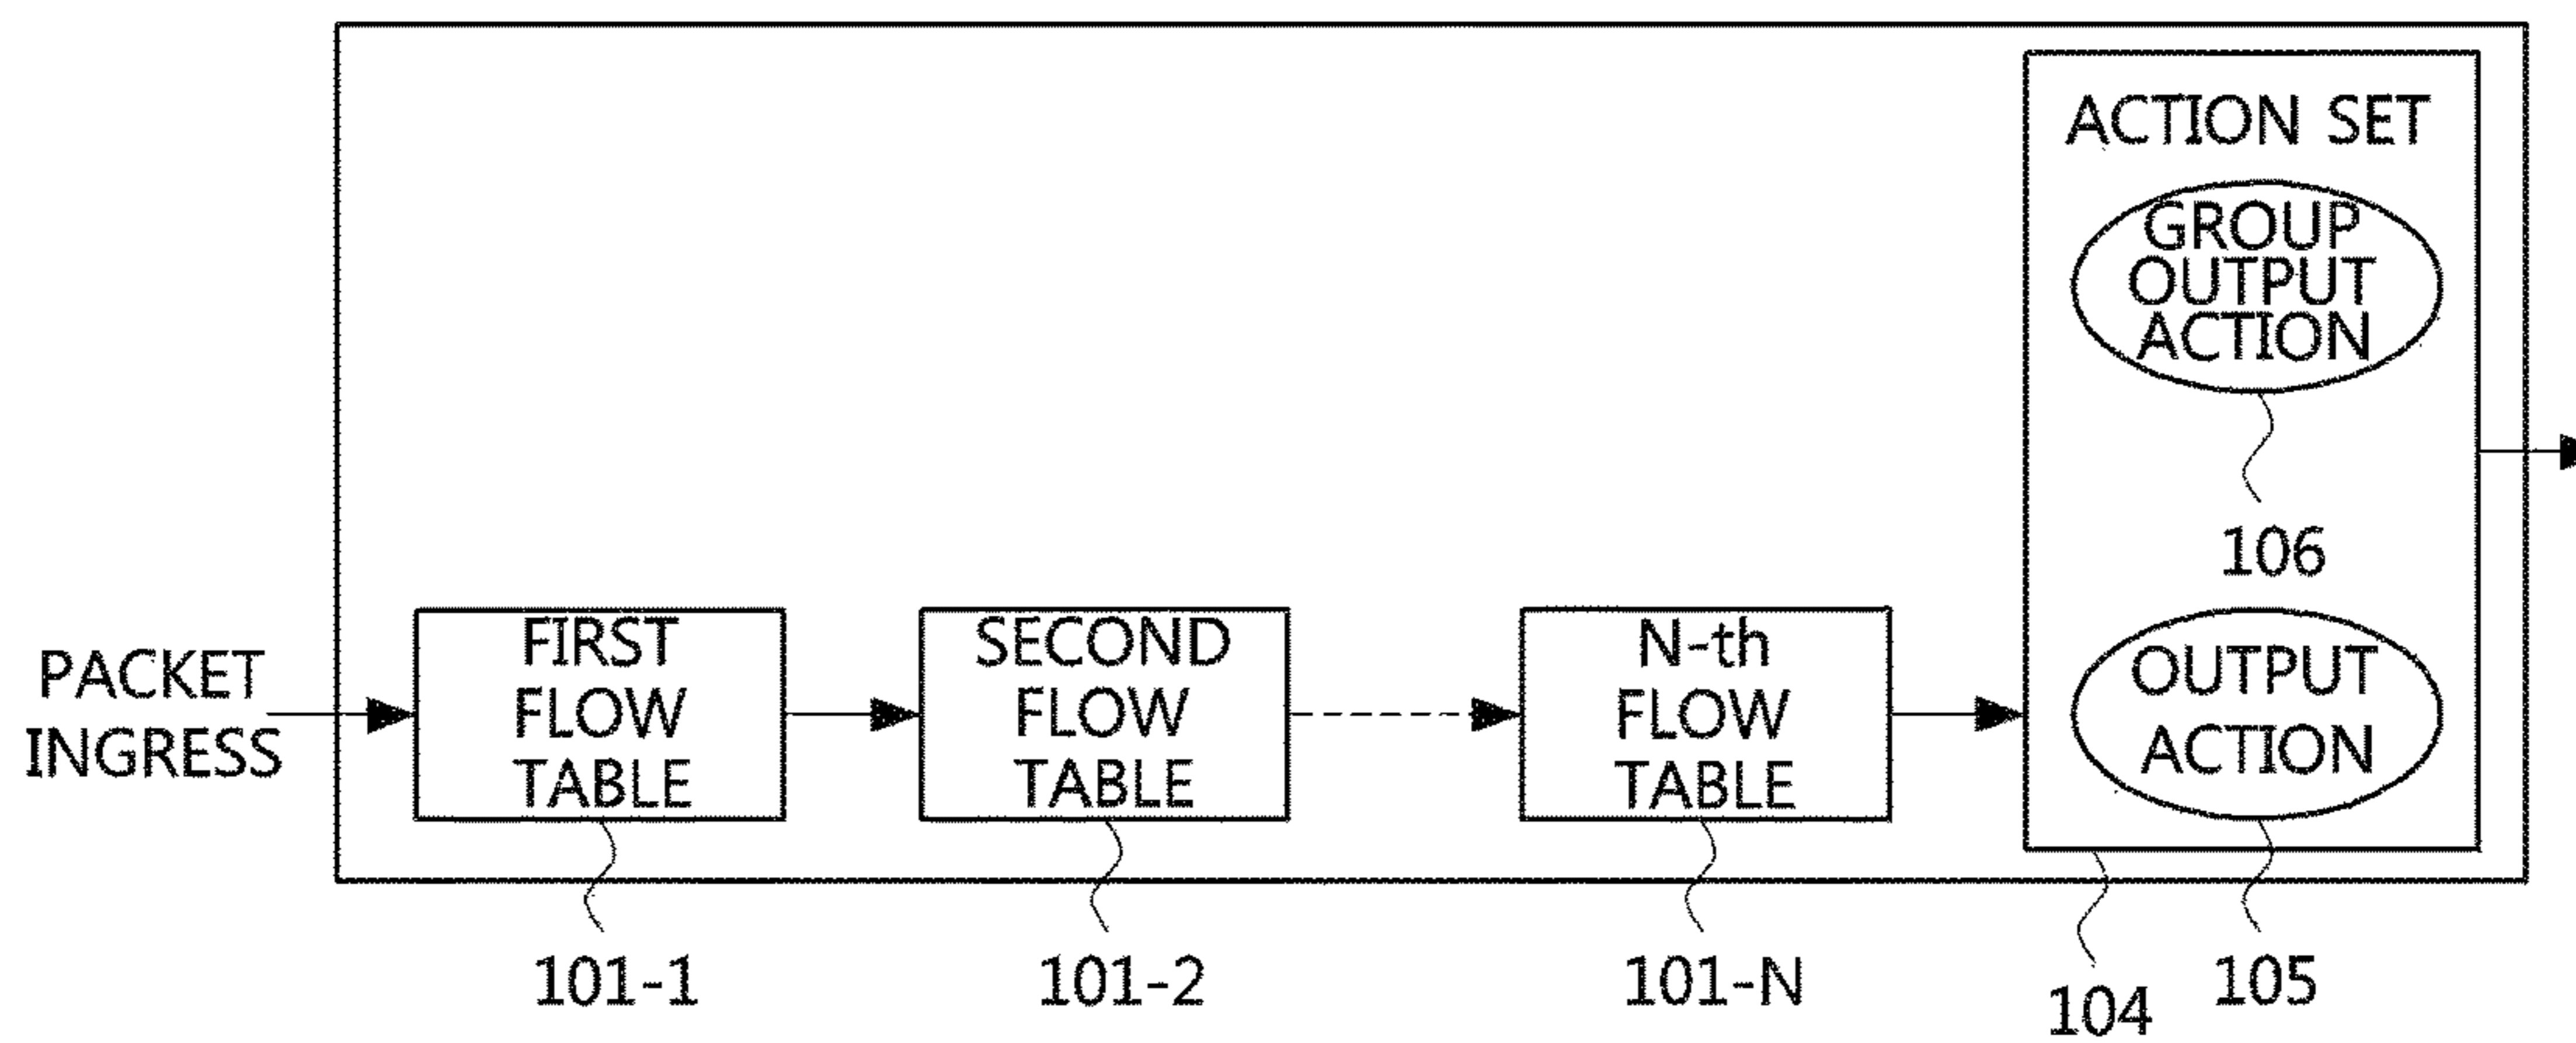 ACTION SET
GROUP
OUTPUT
ACTION
106
PACKET
INGRESS
FIRST
FLOW
TABLE
SECOND
FLOW
TABLE
N-th
FLOW
TABLE
OUTPUT
ACTION
101-1
101-2
101-N
104
105